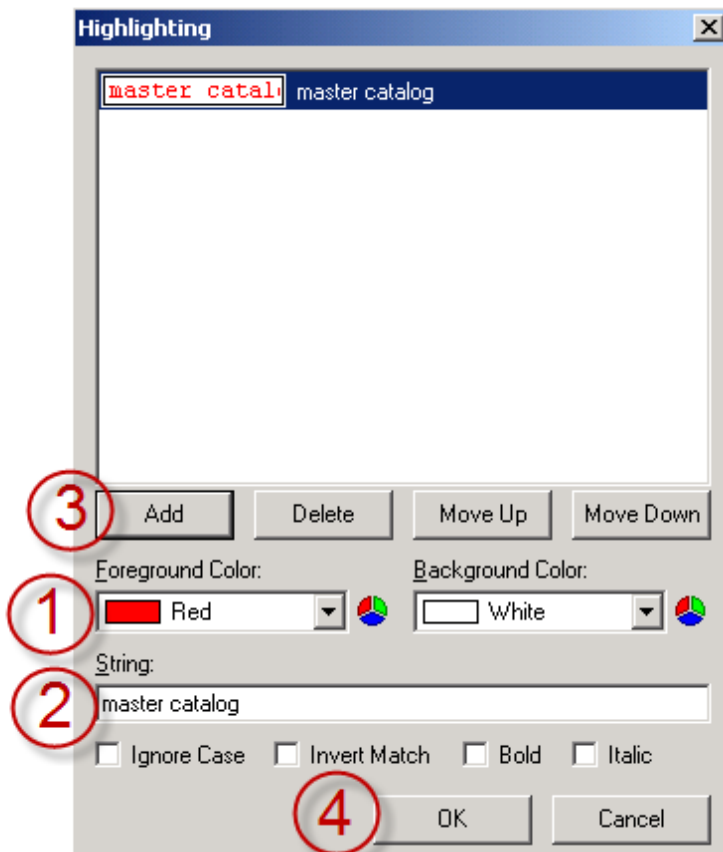 Highlighting
master catal master catalog
3 Add Delete Move Up Move Down
Foreground Color: Background Color:
1 Red White
String:
2 master catalog
Ignore Case Invert Match Bold Italic
4 OK Cancel